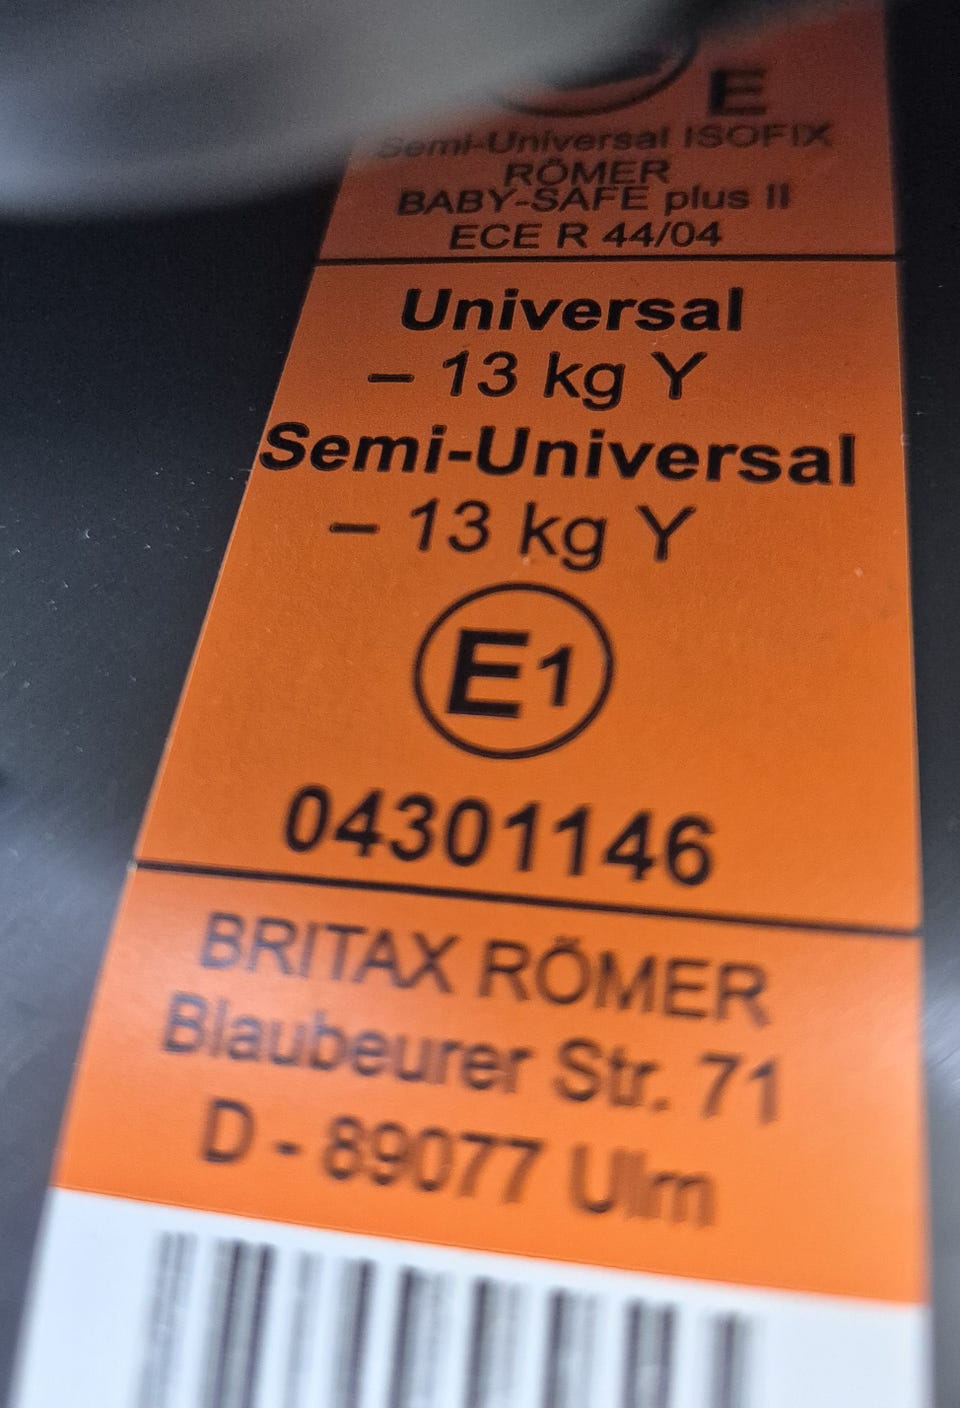 E
Semi-Universal ISOFIX
RÖMER
BABY-SAFE plus II
ECE R 44/04
Universal
– 13 kg Y
Semi-Universal
– 13 kg Y
E1
04301146
BRITAX RÖMER
Blaubeurer Str. 71
D - 89077 Ulm